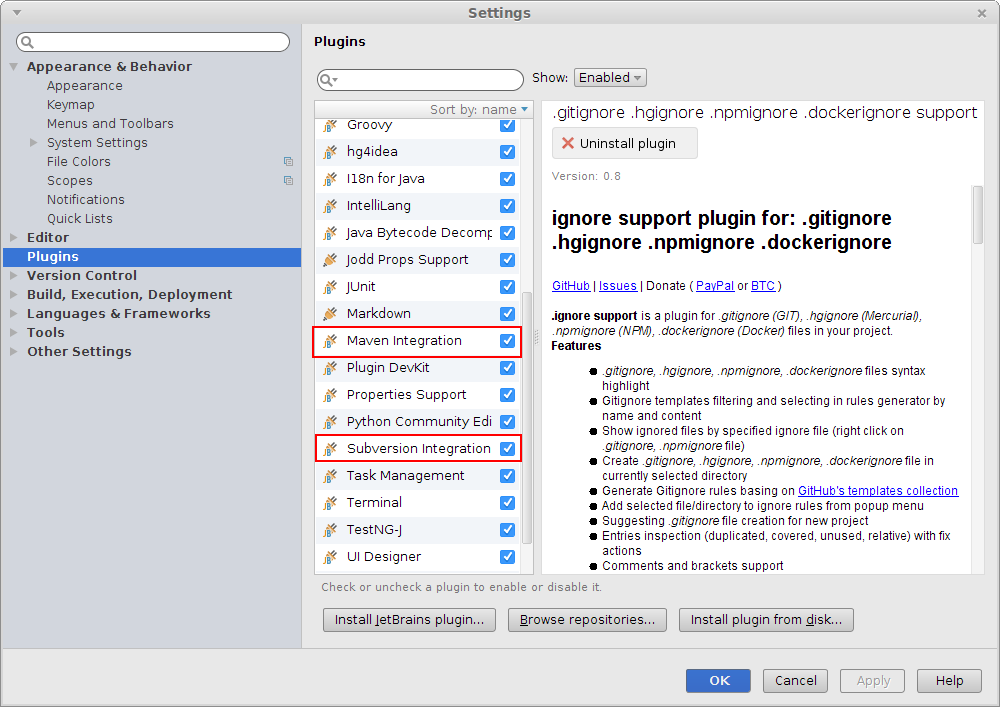 Settings
Appearance & Behavior
Appearance
Keymap
Menus and Toolbars
System Settings
File Colors
Scopes
Notifications
Quick Lists
Editor
Plugins
Version Control
Build, Execution, Deployment
Languages & Frameworks
Tools
Other Settings
Plugins
Show: Enabled
Sort by: name
Groovy
hg4idea
I18n for Java
IntelliLang
Java Bytecode Decomp
Jodd Props Support
JUnit
Markdown
Maven Integration
Plugin DevKit
Properties Support
Python Community Edi
Subversion Integration
Task Management
Terminal
TestNG-J
UI Designer
Check or uncheck a plugin to enable or disable it.
Install JetBrains plugin...
Browse repositories...
Install plugin from disk...
.gitignore .hgignore .npmignore .dockerignore support
Uninstall plugin
Version: 0.8
ignore support plugin for: .gitignore
.hgignore .npmignore .dockerignore
GitHub | Issues | Donate ( PayPal or BTC )
.ignore support is a plugin for .gitignore (GIT), .hgignore (Mercurial),
.npmignore (NPM), .dockerignore (Docker) files in your project.
Features
● .gitignore, .hgignore, .npmignore, .dockerignore files syntax
highlight
● Gitignore templates filtering and selecting in rules generator by
name and content
● Show ignored files by specified ignore file (right click on
.gitignore, .npmignore file)
● Create .gitignore, .hgignore, .npmignore, .dockerignore file in
currently selected directory
● Generate Gitignore rules basing on GitHub's templates collection
● Add selected file/directory to ignore rules from popup menu
● Suggesting .gitignore file creation for new project
● Entries inspection (duplicated, covered, unused, relative) with fix
actions
● Comments and brackets support
OK
Cancel
Apply
Help